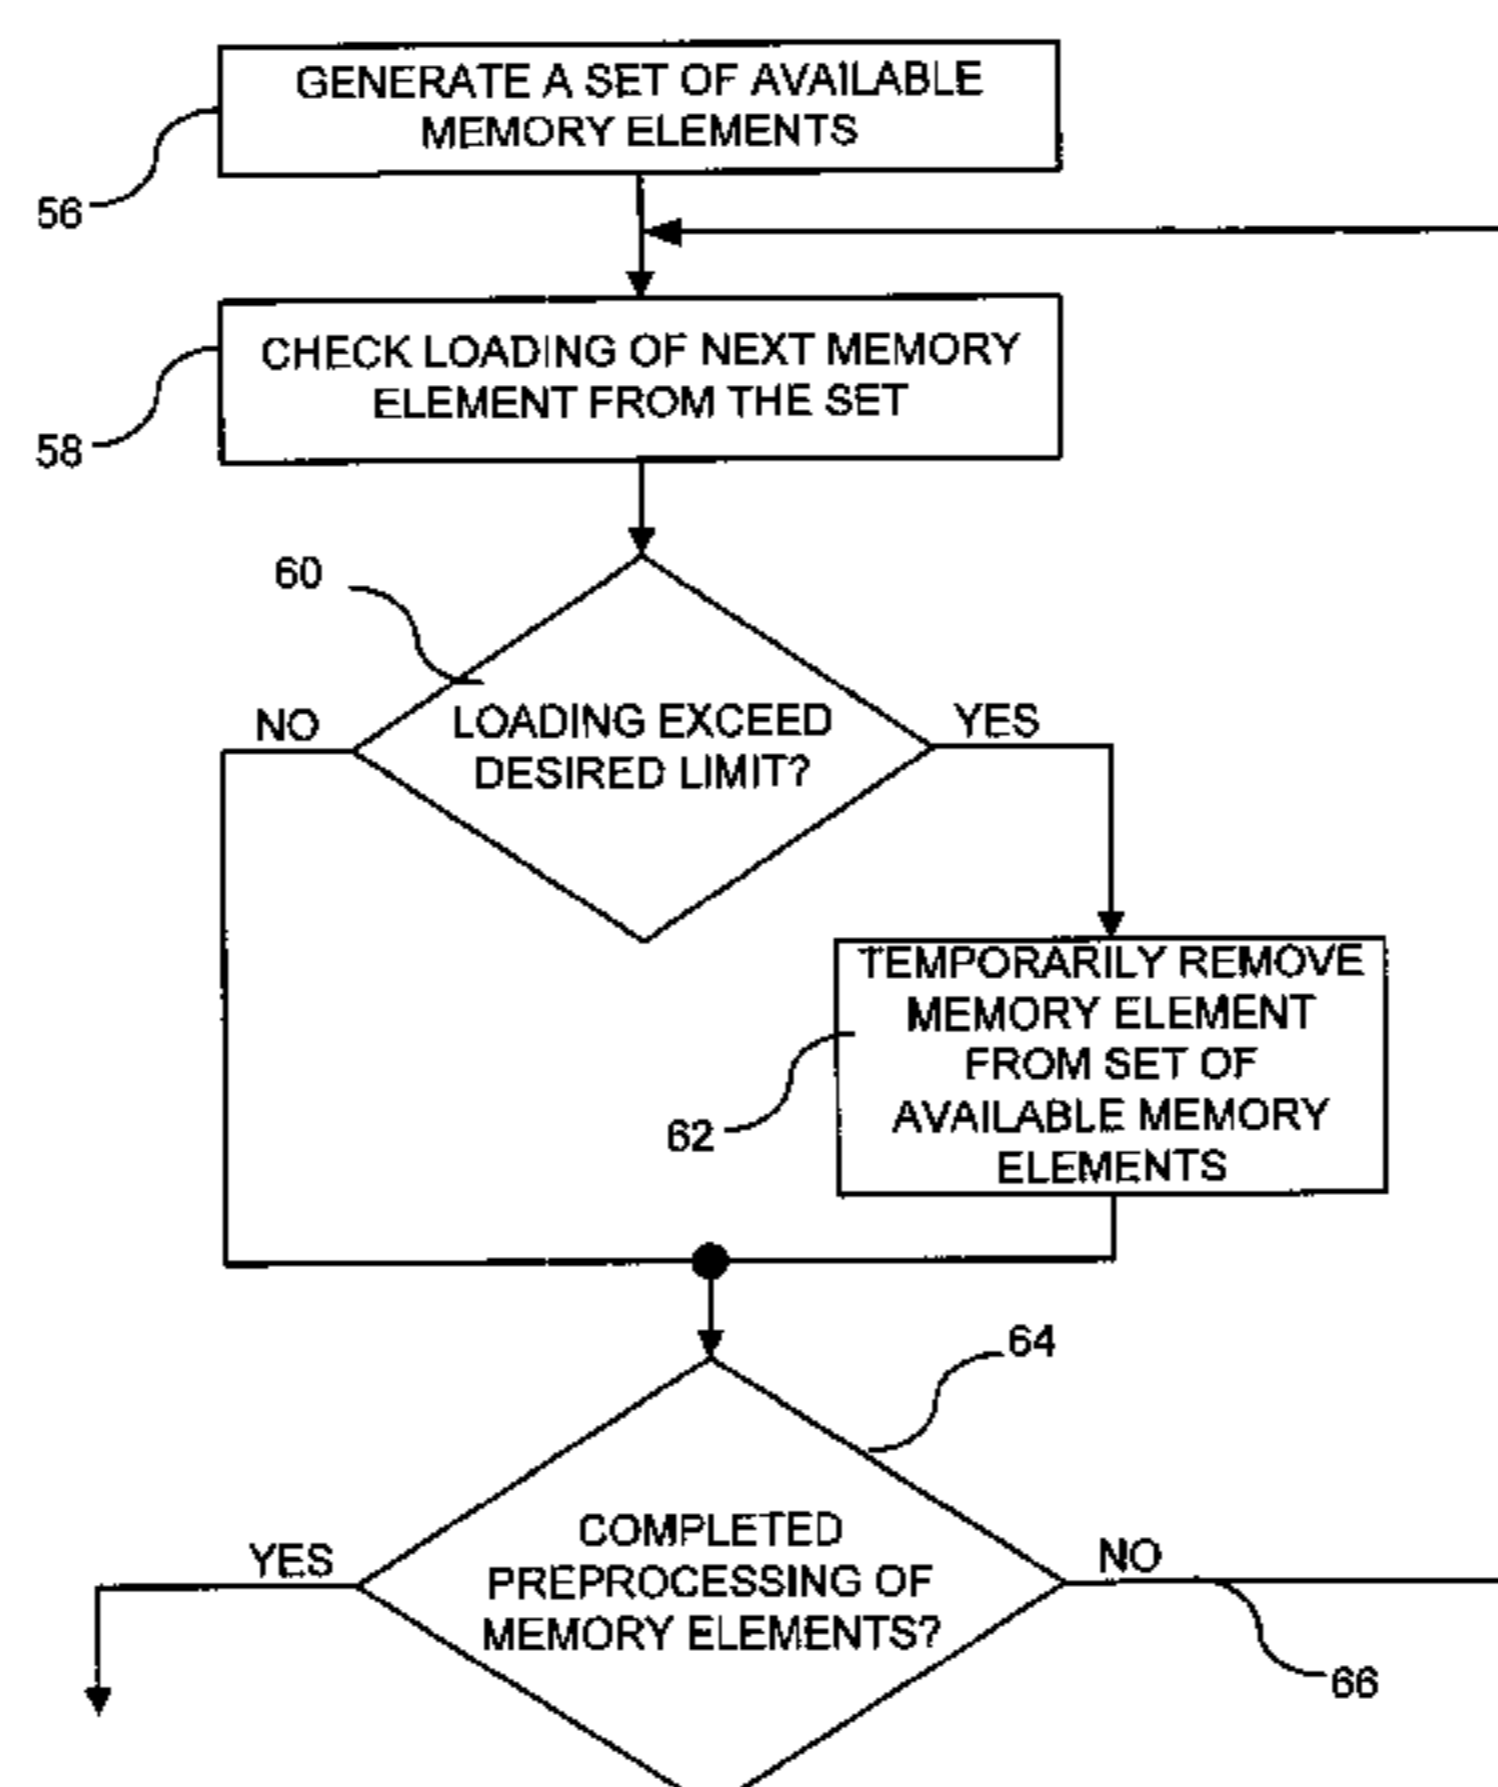 GENERATE A SET OF AVAILABLE
MEMORY ELEMENTS
56
CHECK LOADING OF NEXT MEMORY
ELEMENT FROM THE SET
58
60
NO
LOADING EXCEED
DESIRED LIMIT?
YES
TEMPORARILY REMOVE
MEMORY ELEMENT
FROM SET OF
AVAILABLE MEMORY
ELEMENTS
62
64
YES
COMPLETED
PREPROCESSING OF
MEMORY ELEMENTS?
NO
66